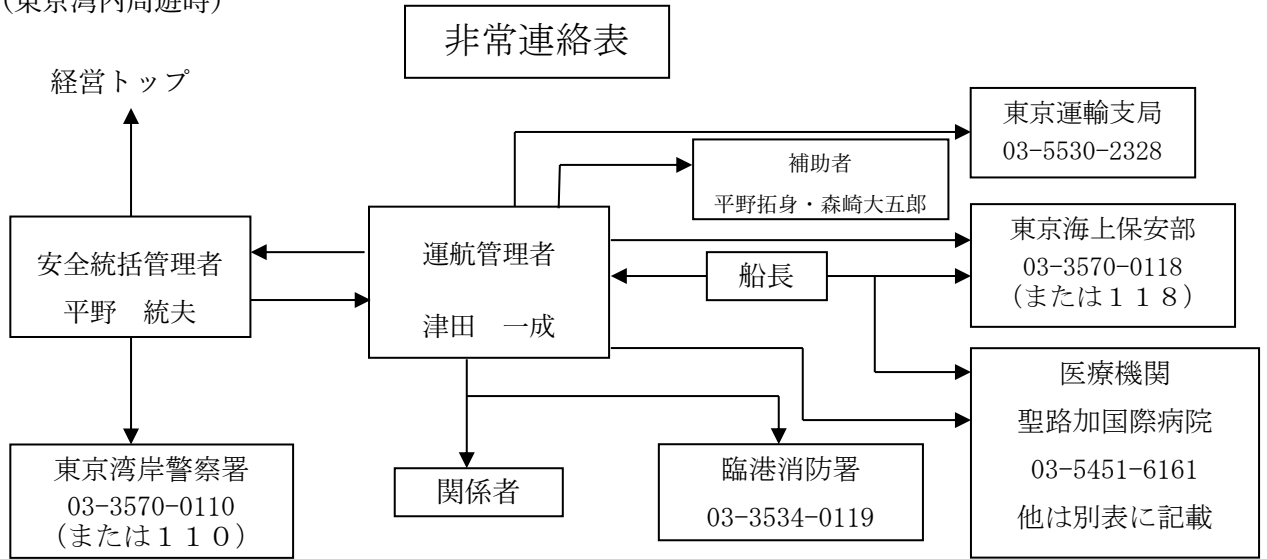 （東京湾内周遊時）
非常連絡表
経営トップ
東京運輸支局
03-5530-2328
補助者
平野拓身・森崎大五郎
安全統括管理者
平野　統夫
運航管理者
津田　一成
船長
東京海上保安部
03-3570-0118
（または１１８）
医療機関
聖路加国際病院
03-5451-6161
他は別表に記載
東京湾岸警察署
03-3570-0110
（または１１０）
関係者
臨港消防署
03-3534-0119